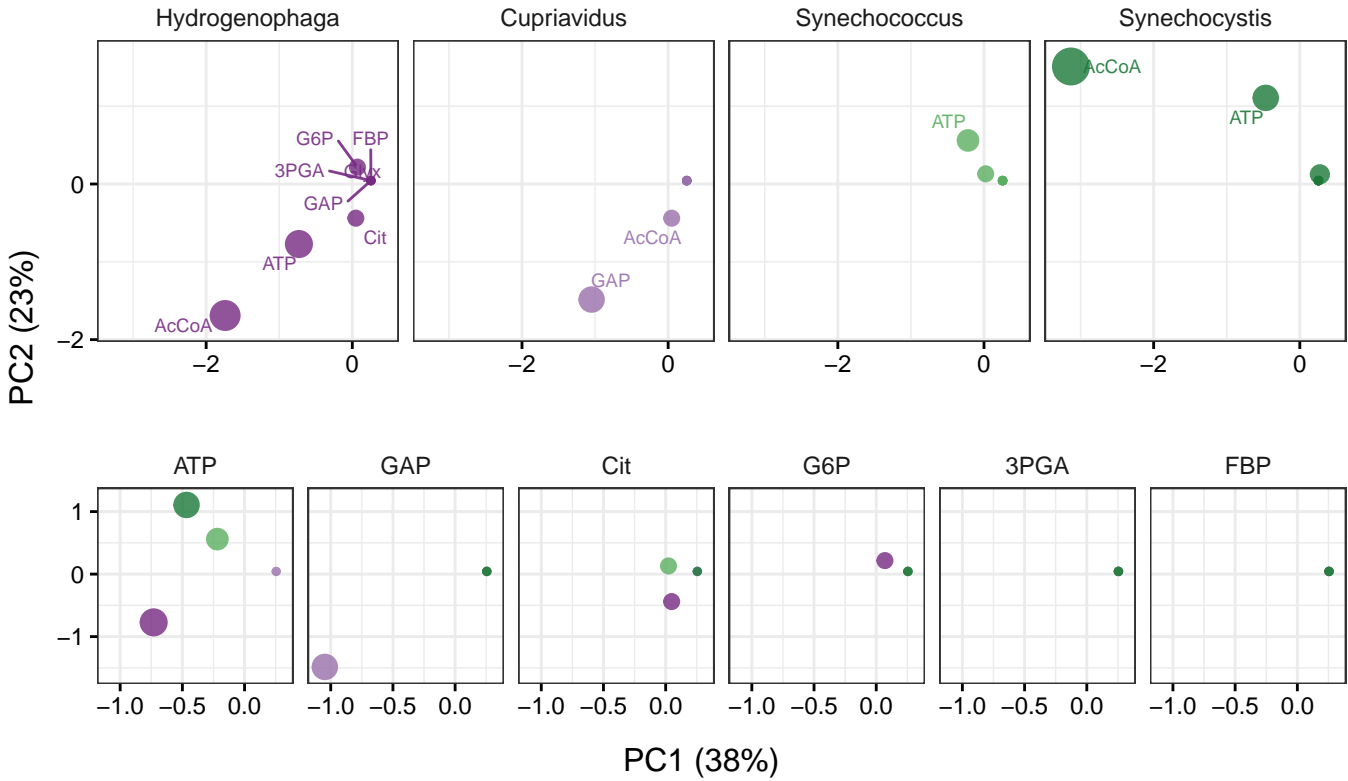 Hydrogenophaga Cupriavidus Synechococcus Synechocystis
AcCoA
ATP
ATP
G6P FBP
3PGA Glyx
0
GAP
Cit AcCoA
ATP GAP
AcCoA
−2
−2 0 −2 0 −2 0 −2 0
PC2 (23%)
ATP GAP Cit G6P 3PGA FBP
1
0
−1
−1.0 −0.5 0.0 −1.0 −0.5 0.0 −1.0 −0.5 0.0 −1.0 −0.5 0.0 −1.0 −0.5 0.0 −1.0 −0.5 0.0
PC1 (38%)